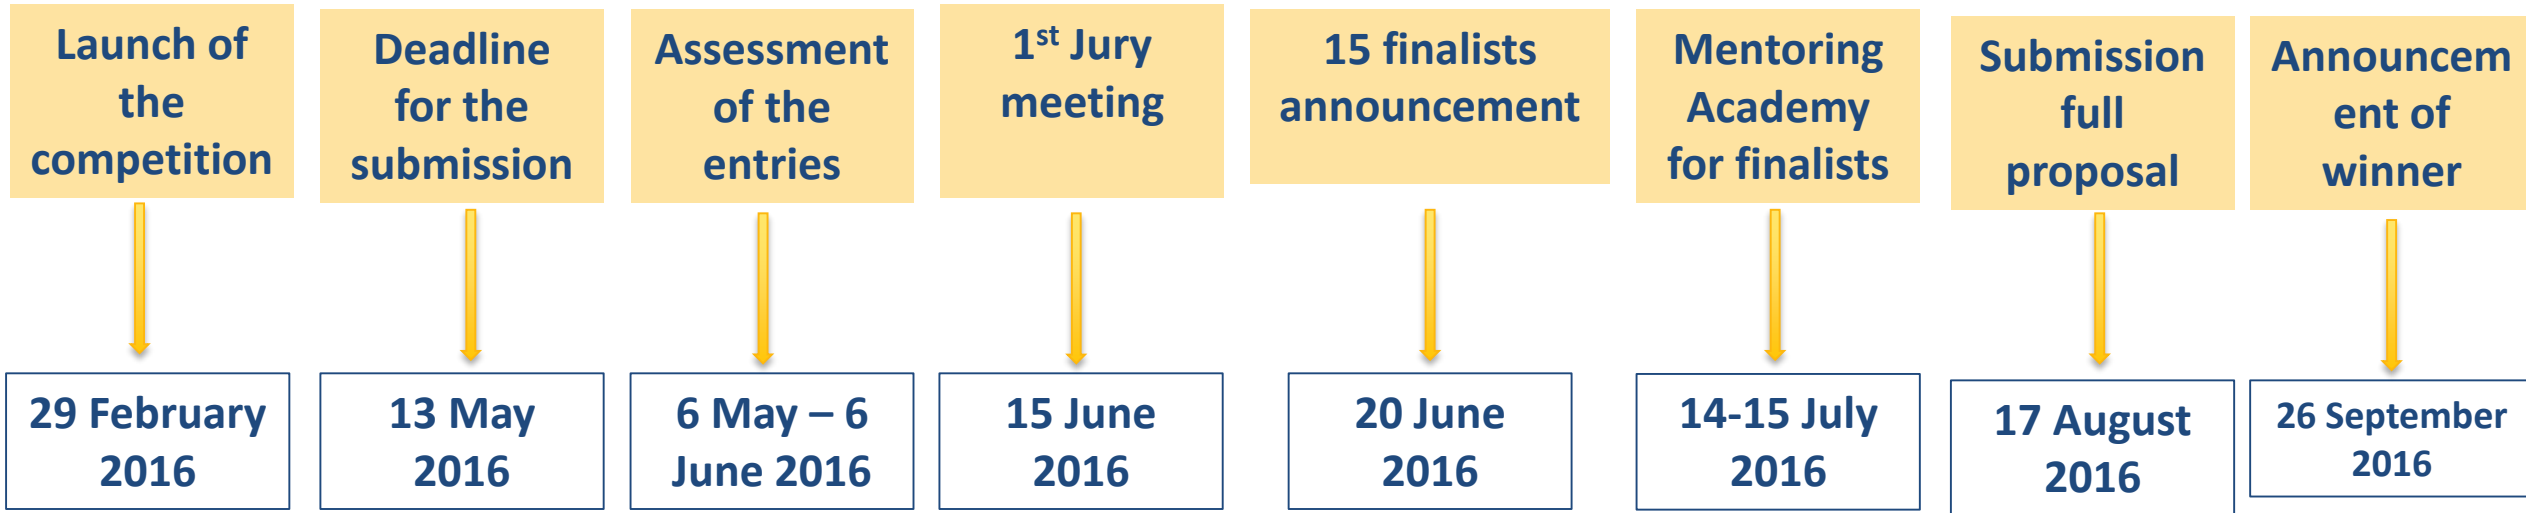 Launch of
the
competition
Deadline
for the
submission
Assessment
of the
entries
1st Jury
meeting
15 finalists
announcement
Mentoring
Academy
for finalists
Submission
full
proposal
Announcem
ent of
winner
29 February
2016
13 May
2016
6 May – 6
June 2016
15 June
2016
20 June
2016
14-15 July
2016
17 August
2016
26 September
2016